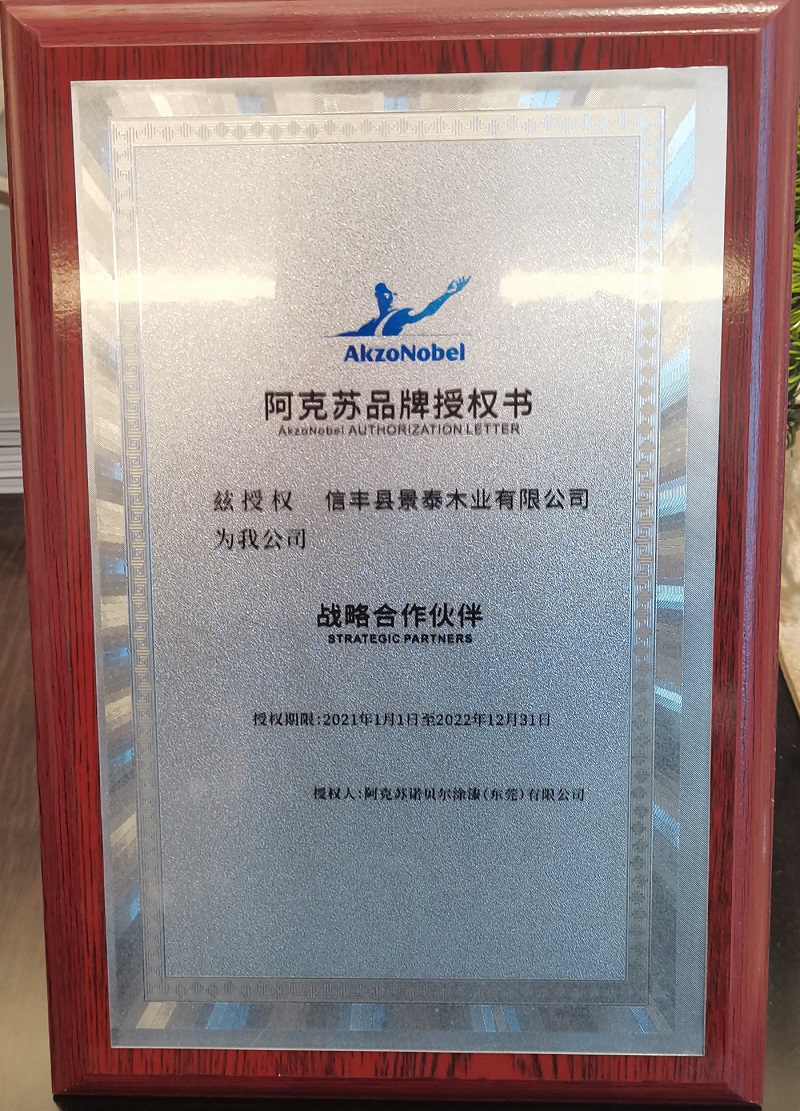 AkzoNobel
阿克苏品牌授权书
AkzoNobel AUTHORIZATION LETTER
兹授权 信丰县景泰木业有限公司
为我公司
战略合作伙伴
STRATEGIC PARTNERS
授权期限:2021年1月1日至2022年12月31日
授权人:阿克苏诺贝尔涂漆(东莞)有限公司